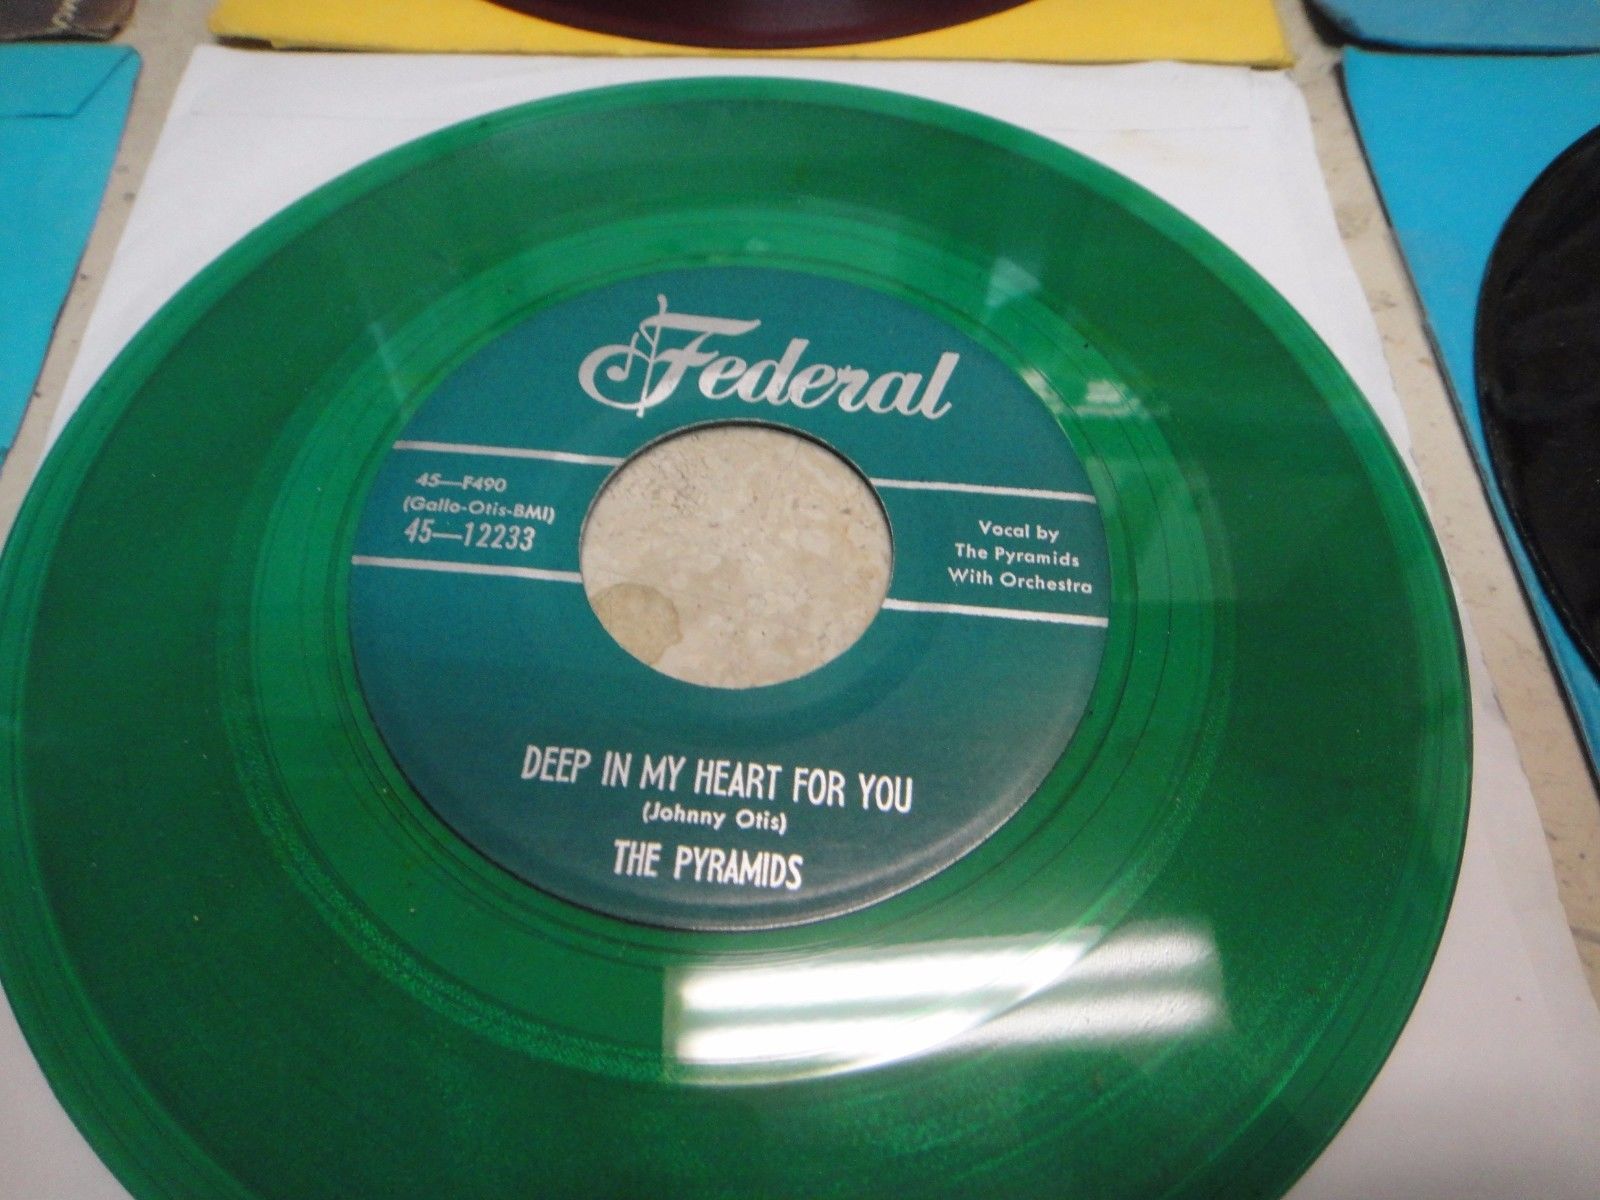 Federal
45—F490
(Gallo-Otis-BMI)
45—12233
Vocal by
The Pyramids
With Orchestra
DEEP IN MY HEART FOR YOU
(Johnny Otis)
THE PYRAMIDS